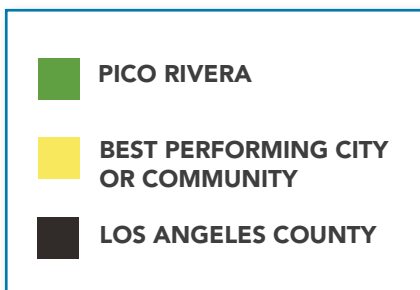 PICO RIVERA
BEST PERFORMING CITY
OR COMMUNITY
LOS ANGELES COUNTY